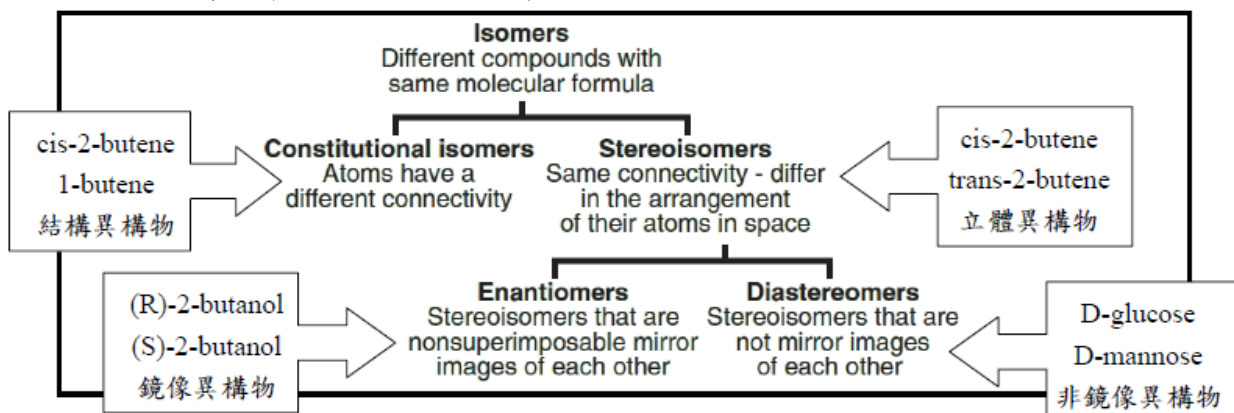 Isomers
Different compounds with
same molecular formula
cis-2-butene
1-butene
結構異構物
Constitutional isomers
Atoms have a
different connectivity
Stereoisomers
Same connectivity - differ
in the arrangement
of their atoms in space
cis-2-butene
trans-2-butene
立體異構物
(R)-2-butanol
(S)-2-butanol
鏡像異構物
Enantiomers
Stereoisomers that are
nonsuperimposable mirror
images of each other
Diastereomers
Stereoisomers that are
not mirror images
of each other
D-glucose
D-mannose
非鏡像異構物